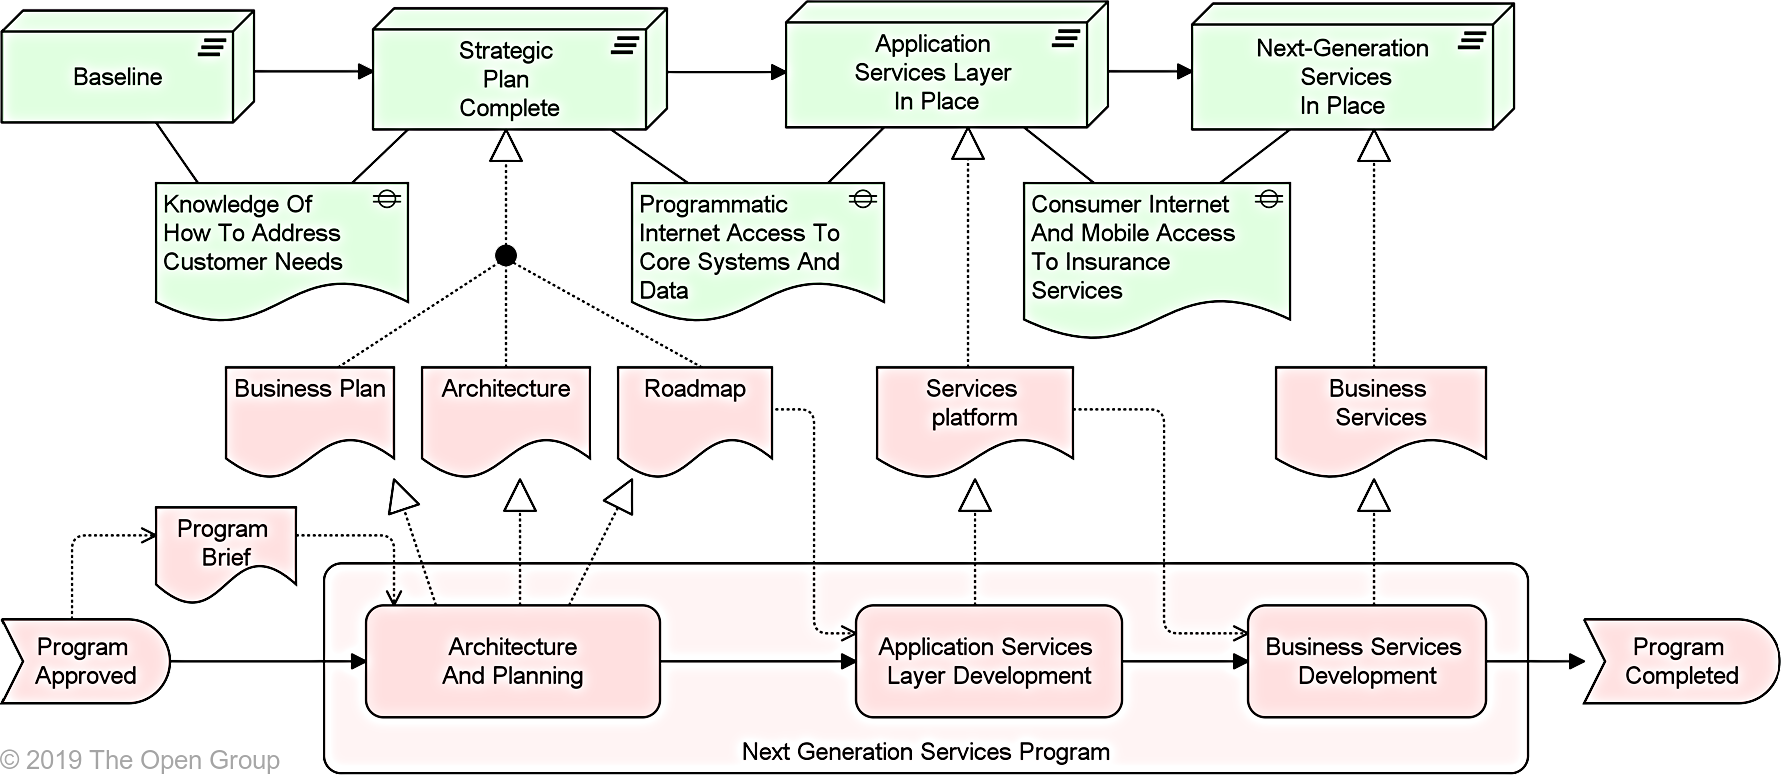 Baseline
Strategic
Plan
Complete
Application
Services Layer
In Place
Next-Generation
Services
In Place
Knowledge Of
How To Address
Customer Needs
Programmatic
Internet Access To
Core Systems And
Data
Consumer Internet
And Mobile Access
To Insurance
Services
Business Plan
Architecture
Roadmap
Services
platform
Business
Services
Program
Brief
Program
Approved
Architecture
And Planning
Application Services
Layer Development
Business Services
Development
Program
Completed
Next Generation Services Program
© 2019 The Open Group